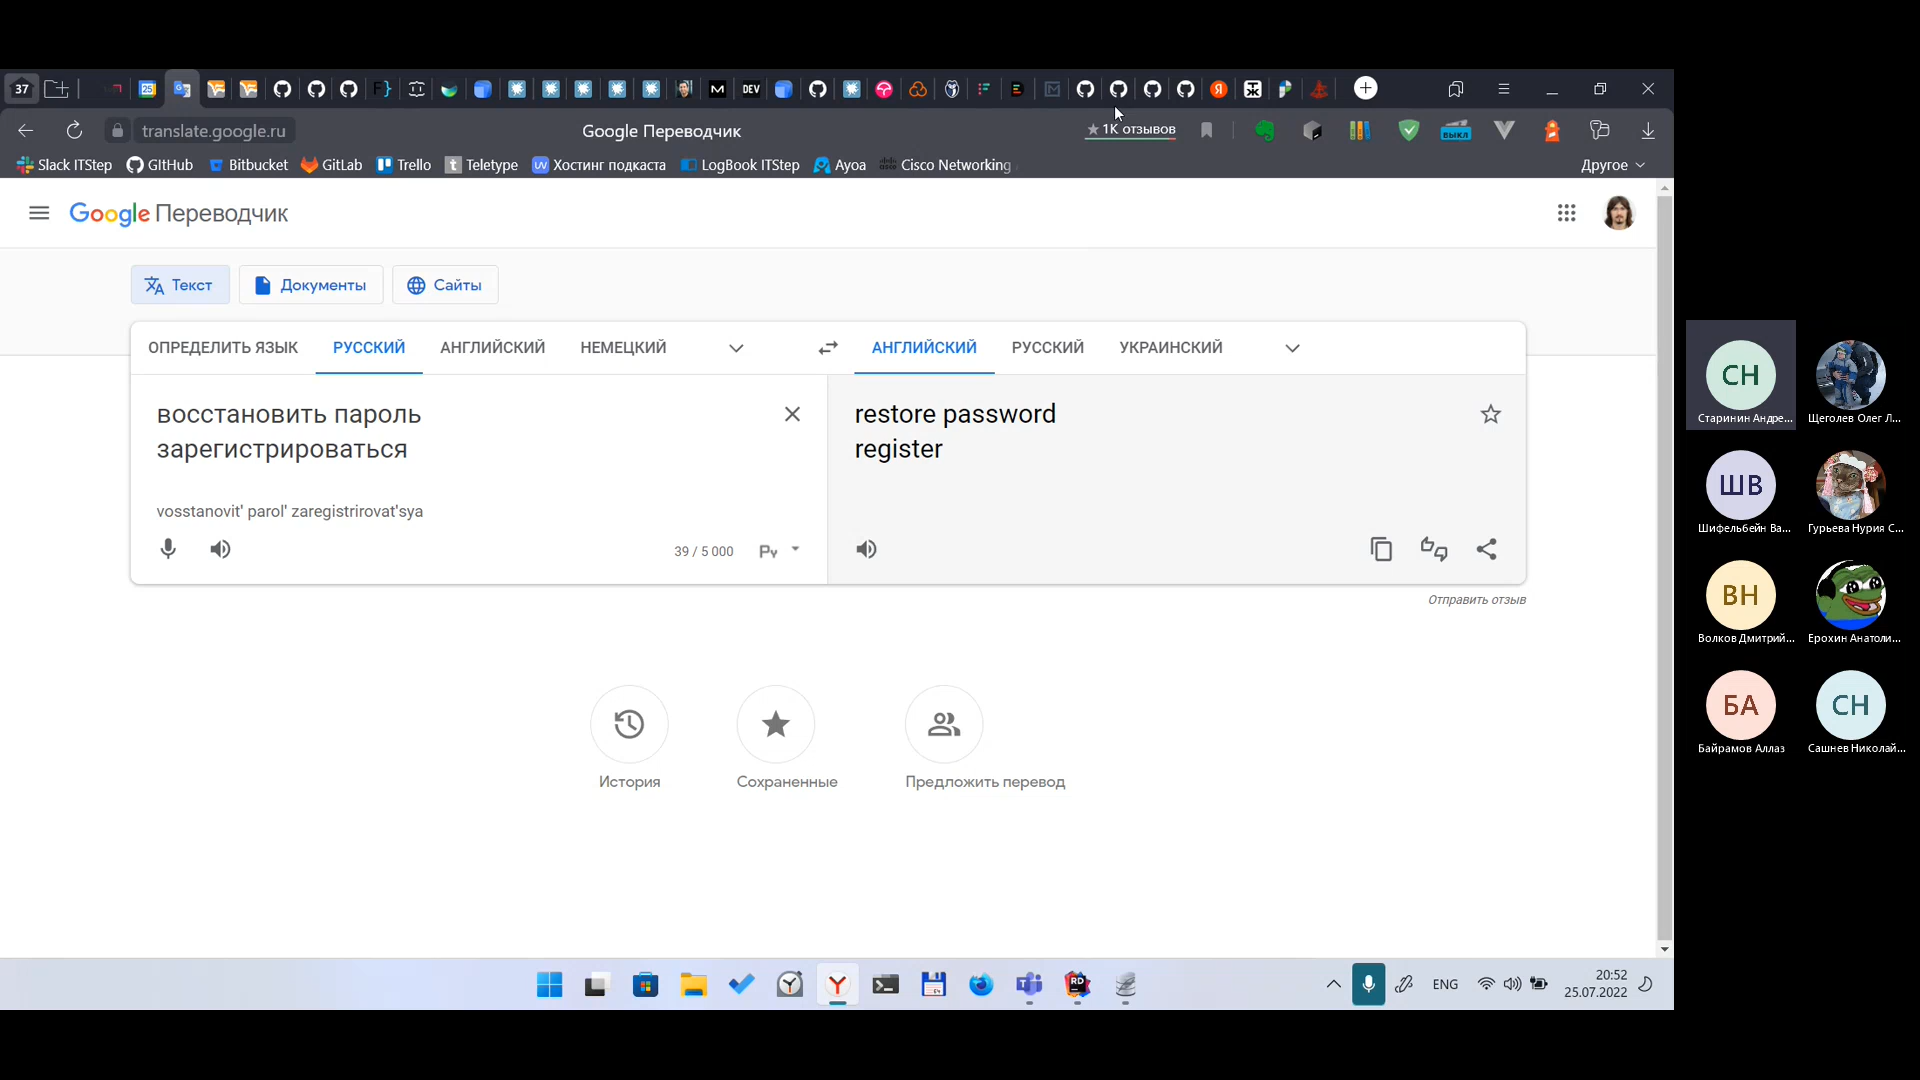 37
translate.google.ru
Google Переводчик
★ 1К отзывов
ВЫКЛ
Slack ITStep
GItHub
Bitbucket
GitLab
Trello
Teletype
Хостинг подкаста
LogBook ITStep
Ayoa
Cisco Networking
Другое
Google Переводчик
Текст
Документы
Сайты
ОПРЕДЕЛИТЬ ЯЗЫК
РУССКИЙ
АНГЛИЙСКИЙ
НЕМЕЦКИЙ
АНГЛИЙСКИЙ
РУССКИЙ
УКРАИНСКИЙ
восстановить пароль
зарегистрироваться
vosstanovit' parol' zaregistrirovat'sya
39 / 5 000
Ру
restore password
register
Отправить отзыв
История
Сохраненные
Предложить перевод
ENG
20:52
25.07.2022
СН
Старинин Андре...
Щеголев Олег Л...
ШВ
Шифельбейн Ва...
Гурьева Нурия С...
ВН
Волков Дмитрий...
Ерохин Анатоли...
БА
Байрамов Аллаз
СН
Сашнев Николай...